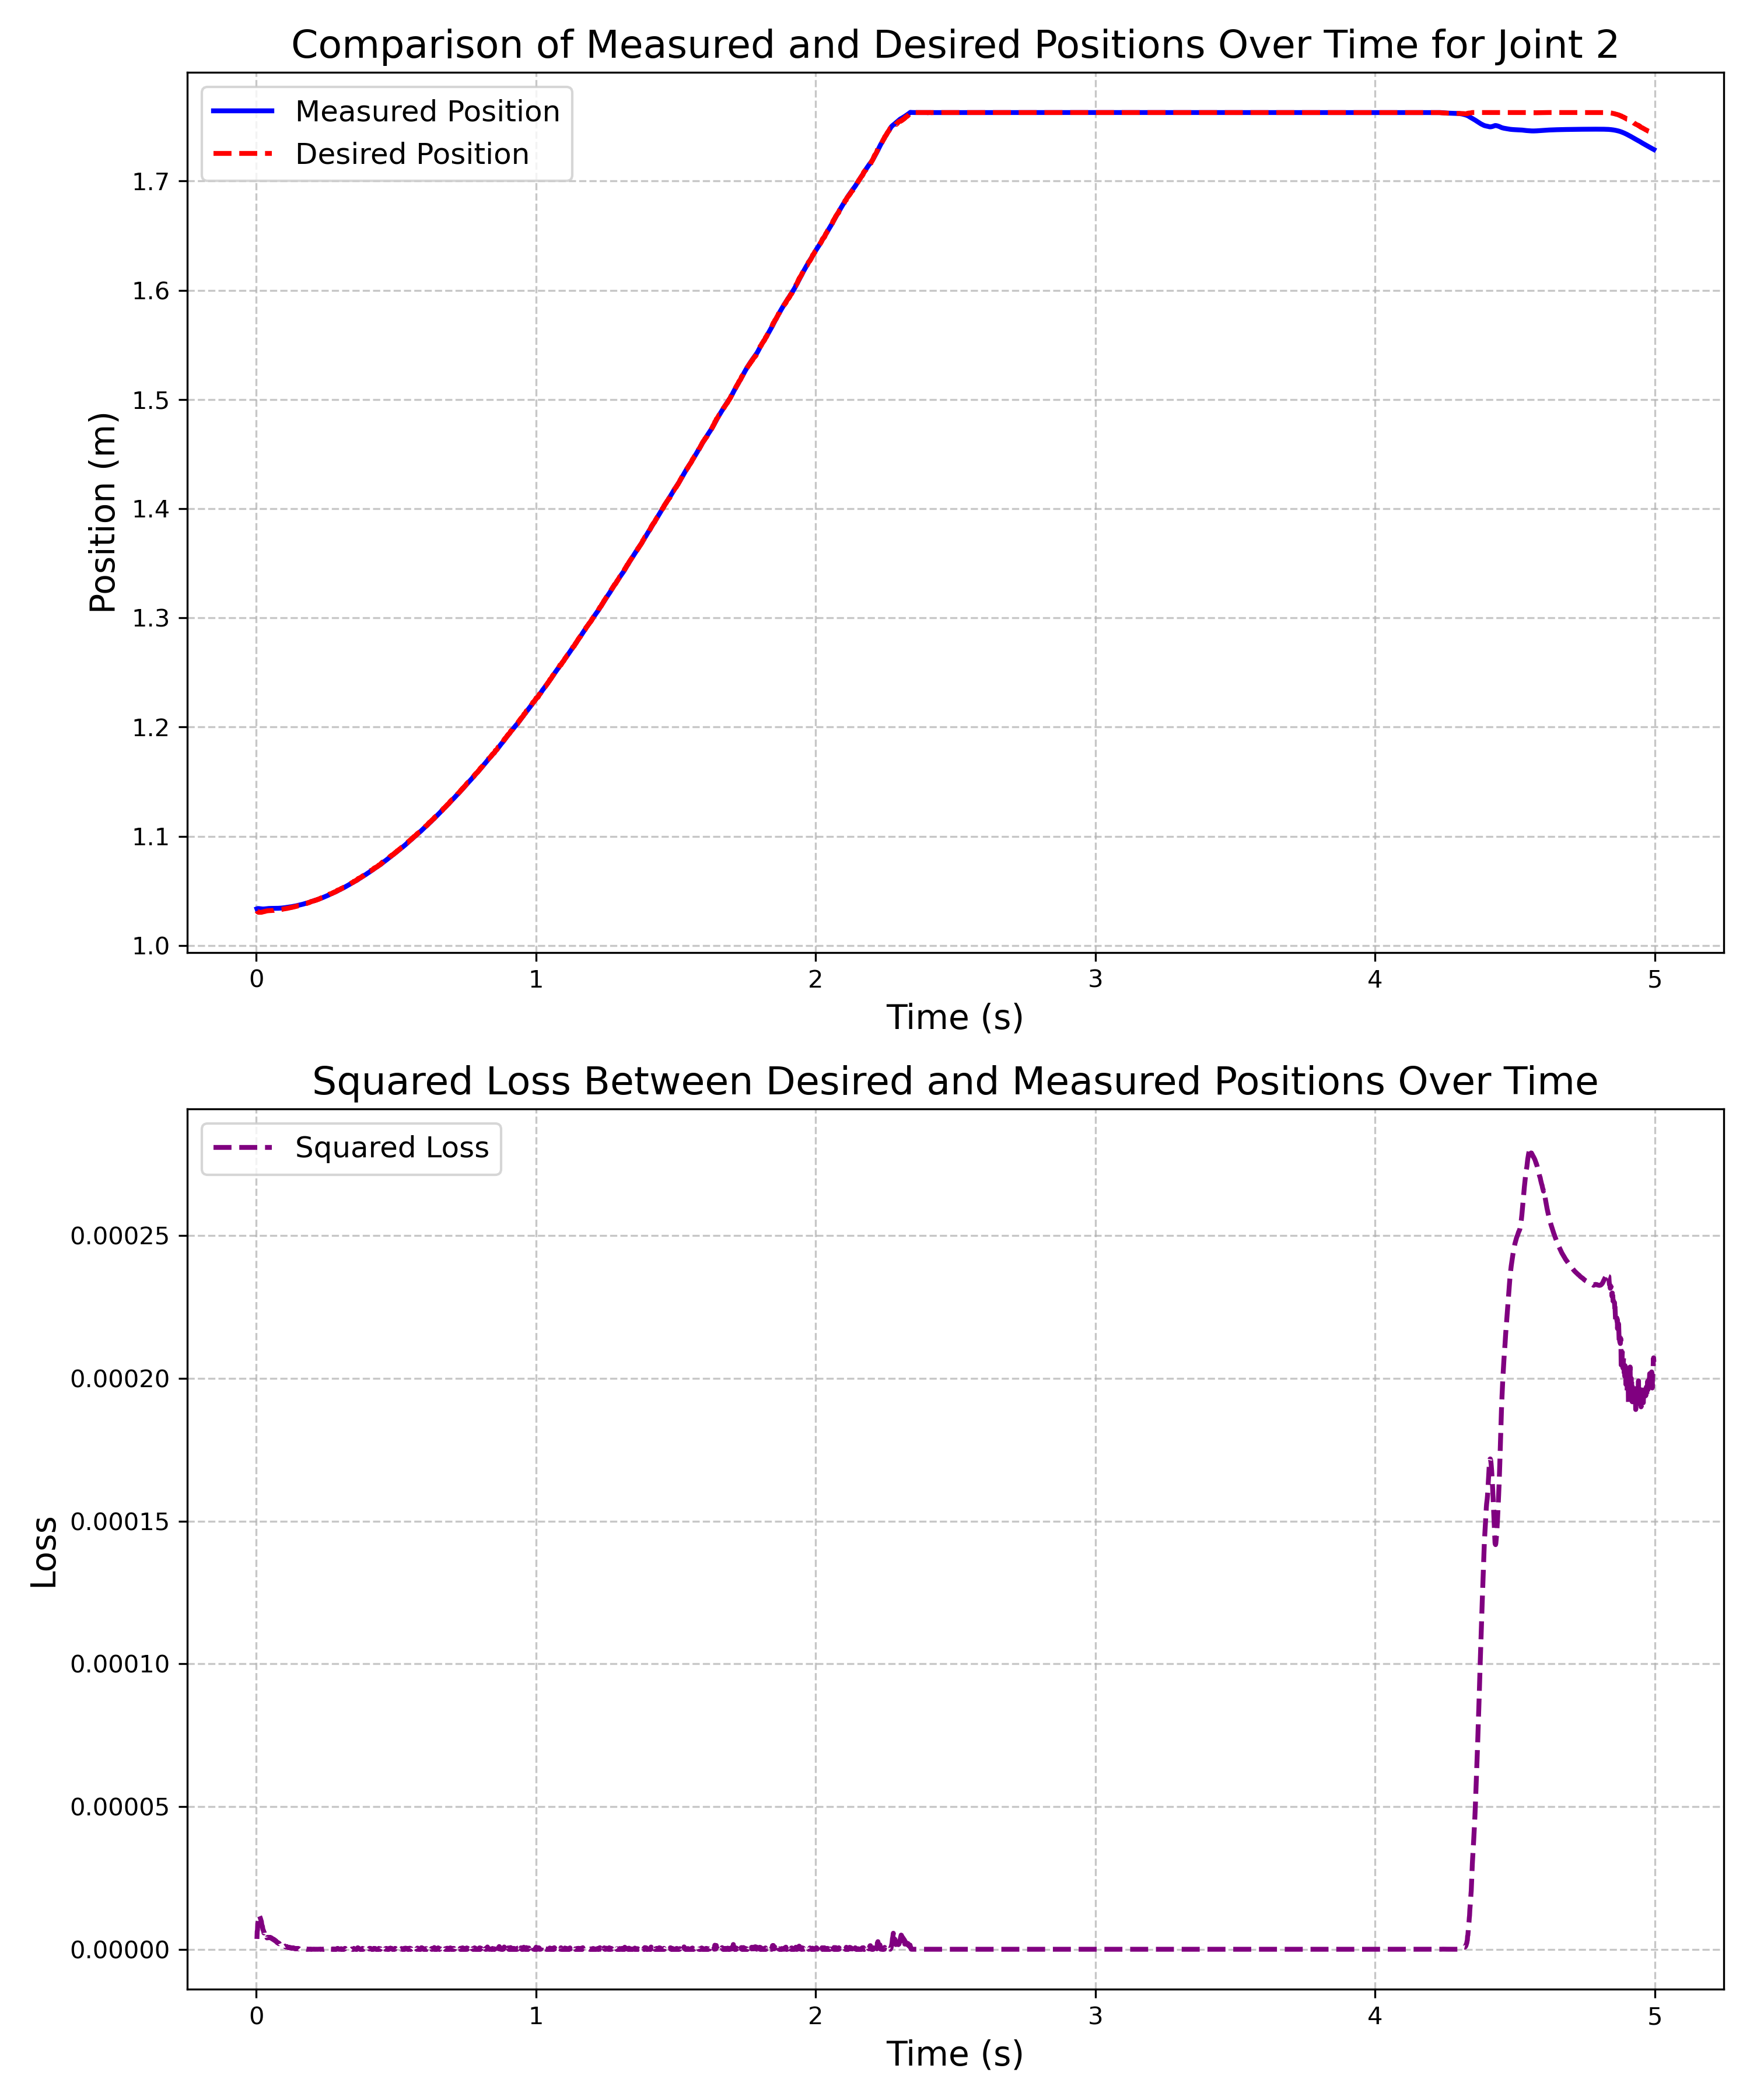 Comparison of Measured and Desired Positions Over Time for Joint 2
Measured Position
Desired Position
Position (m)
1.7
1.6
1.5
1.4
1.3
1.2
1.1
1.0
0 1 2 3 4 5
Time (s)
Squared Loss Between Desired and Measured Positions Over Time
Squared Loss
Loss
0.00025
0.00020
0.00015
0.00010
0.00005
0.00000
0 1 2 3 4 5
Time (s)